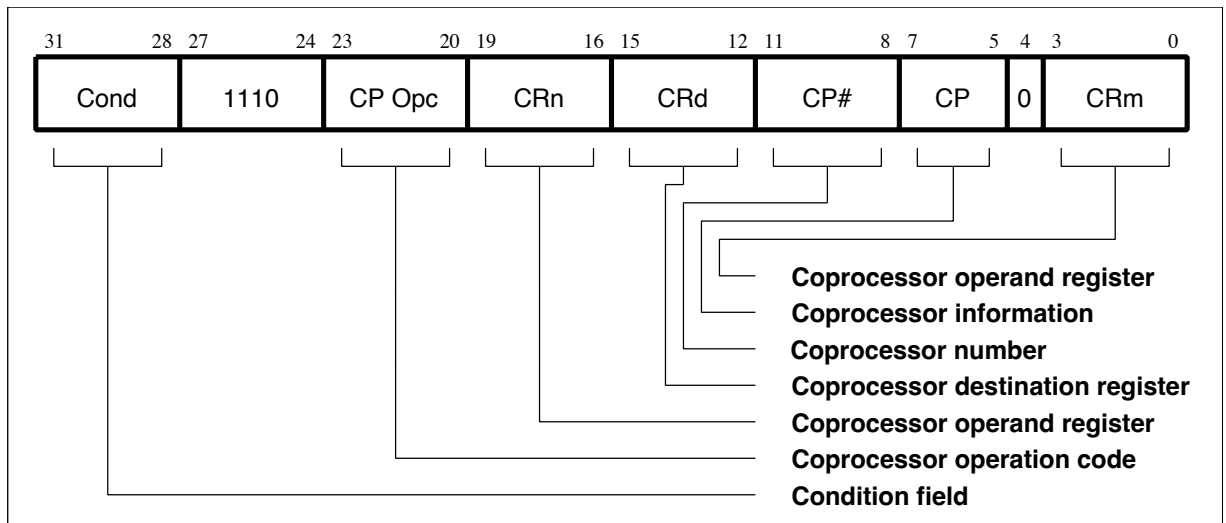 31 28 27 24 23 20 19 16 15 12 11 8 7 5 4 3 0
Cond 1110 CP Opc CRn CRd CP# CP 0 CRm
Coprocessor operand register
Coprocessor information
Coprocessor number
Coprocessor destination register
Coprocessor operand register
Coprocessor operation code
Condition field